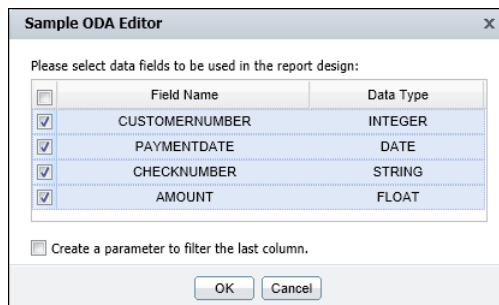 Sample ODA Editor X
Please select data fields to be used in the report design:
Field Name Data Type
CUSTOMERNUMBER INTEGER
PAYMENTDATE DATE
CHECKNUMBER STRING
AMOUNT FLOAT
Create a parameter to filter the last column.
OK Cancel